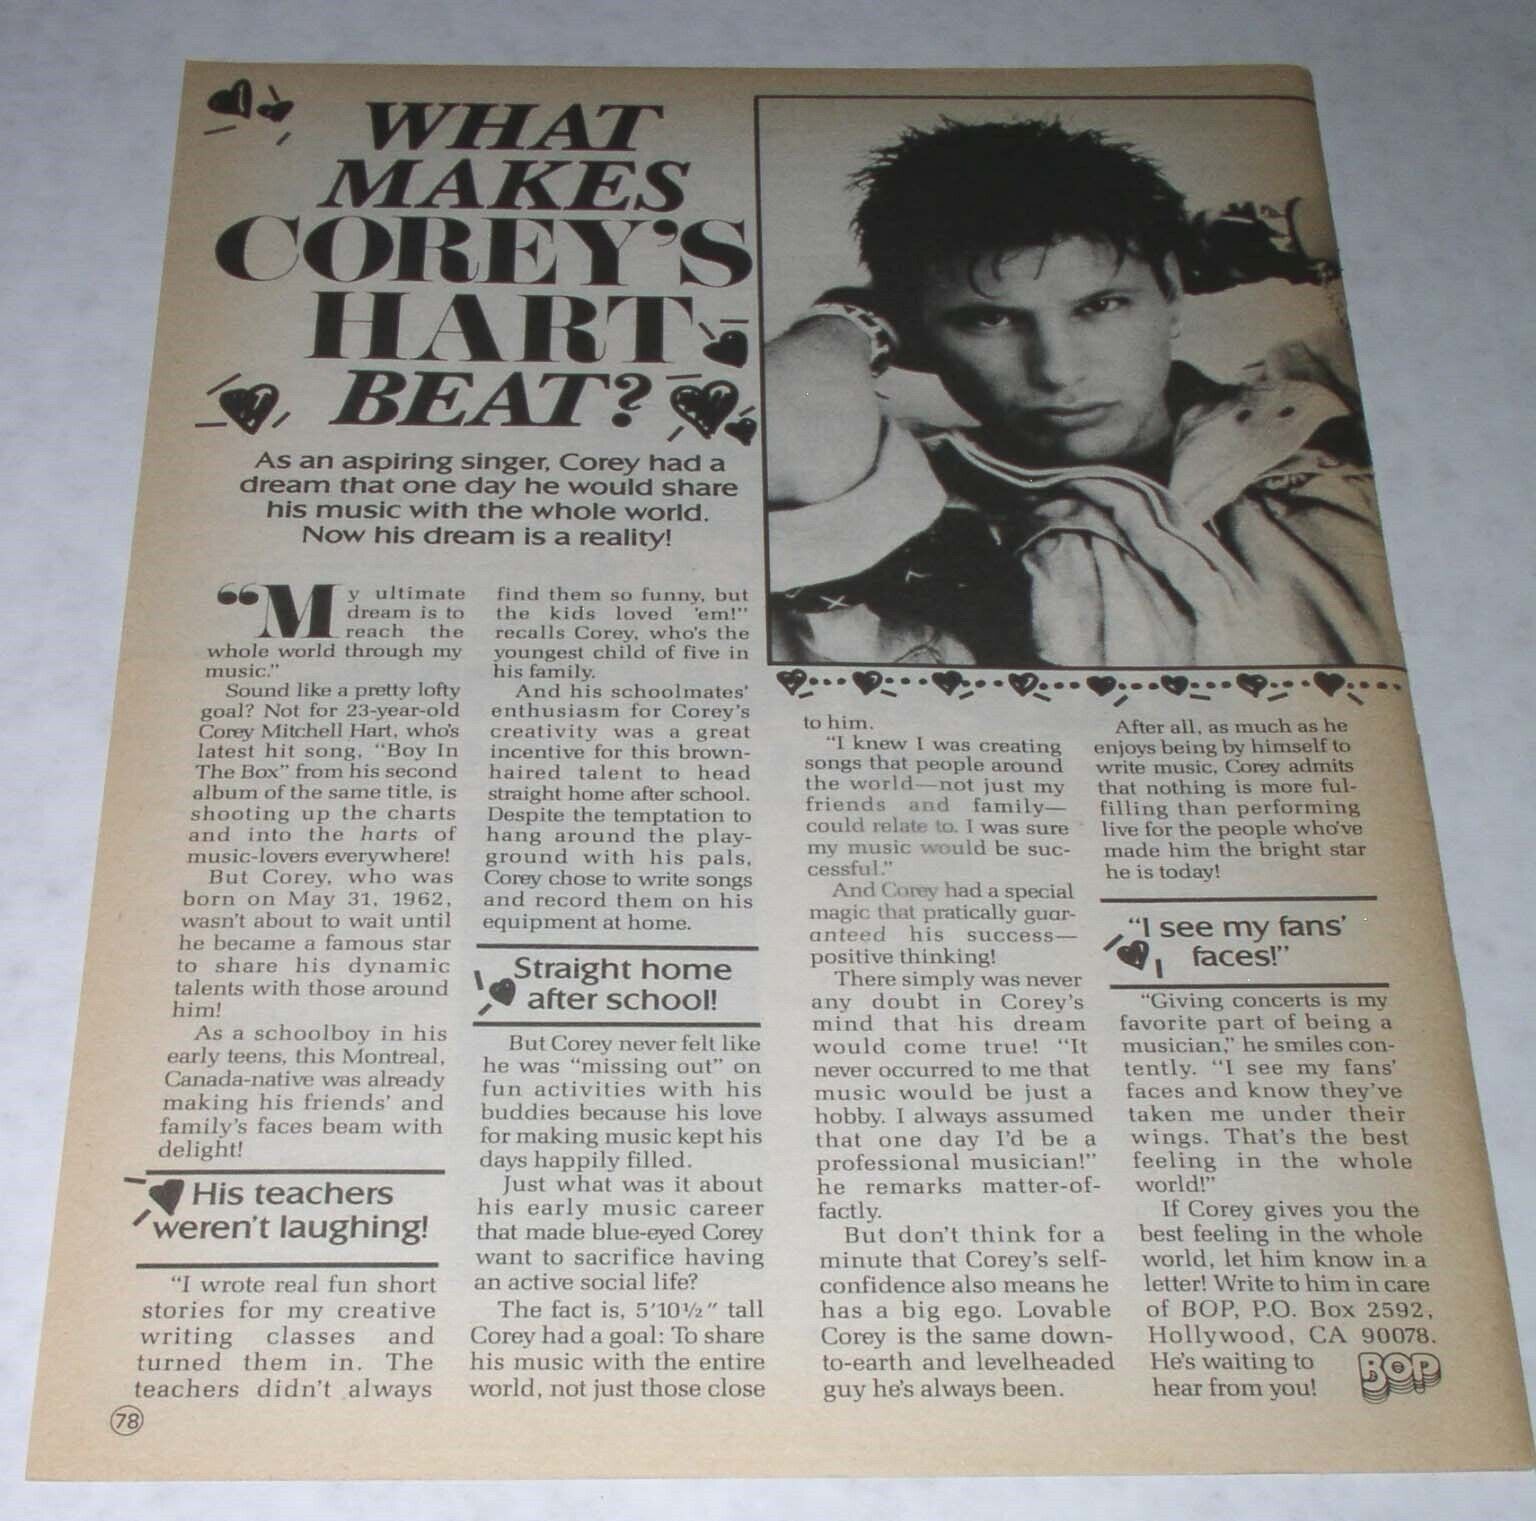 WHAT
MAKES
COREY'S
HART
BEAT?
As an aspiring singer, Corey had a
dream that one day he would share
his music with the whole world.
Now his dream is a reality!
“My ultimate
dream is to
reach the
whole world through my
music.”
Sound like a pretty lofty
goal? Not for 23-year-old
Corey Mitchell Hart, who's
latest hit song, “Boy In
The Box” from his second
album of the same title, is
shooting up the charts
and into the harts of
music-lovers everywhere!
But Corey, who was
born on May 31, 1962,
wasn't about to wait until
he became a famous star
to share his dynamic
talents with those around
him!
As a schoolboy in his
early teens, this Montreal,
Canada-native was already
making his friends' and
family's faces beam with
delight!
His teachers
weren't laughing!
“I wrote real fun short
stories for my creative
writing classes and
turned them in. The
teachers didn't always
find them so funny, but
the kids loved 'em!”
recalls Corey, who's the
youngest child of five in
his family.
And his schoolmates'
enthusiasm for Corey's
creativity was a great
incentive for this brown-
haired talent to head
straight home after school.
Despite the temptation to
hang around the play-
ground with his pals,
Corey chose to write songs
and record them on his
equipment at home.
Straight home
after school!
But Corey never felt like
he was “missing out” on
fun activities with his
buddies because his love
for making music kept his
days happily filled.
Just what was it about
his early music career
that made blue-eyed Corey
want to sacrifice having
an active social life?
The fact is, 5'10½" tall
Corey had a goal: To share
his music with the entire
world, not just those close
to him.
“I knew I was creating
songs that people around
the world—not just my
friends and family—
could relate to. I was sure
my music would be suc-
cessful.”
And Corey had a special
magic that pratically guar-
anteed his success—
positive thinking!
There simply was never
any doubt in Corey's
mind that his dream
would come true! “It
never occurred to me that
music would be just a
hobby. I always assumed
that one day I'd be a
professional musician!”
he remarks matter-of-
factly.
But don't think for a
minute that Corey's self-
confidence also means he
has a big ego. Lovable
Corey is the same down-
to-earth and levelheaded
guy he's always been.
After all, as much as he
enjoys being by himself to
write music, Corey admits
that nothing is more ful-
filling than performing
live for the people who've
made him the bright star
he is today!
“I see my fans'
faces!”
“Giving concerts is my
favorite part of being a
musician,” he smiles con-
tently. “I see my fans'
faces and know they've
taken me under their
wings. That's the best
feeling in the whole
world!”
If Corey gives you the
best feeling in the whole
world, let him know in a
letter! Write to him in care
of BOP, P.O. Box 2592,
Hollywood, CA 90078.
He's waiting to
hear from you!
BOP
78